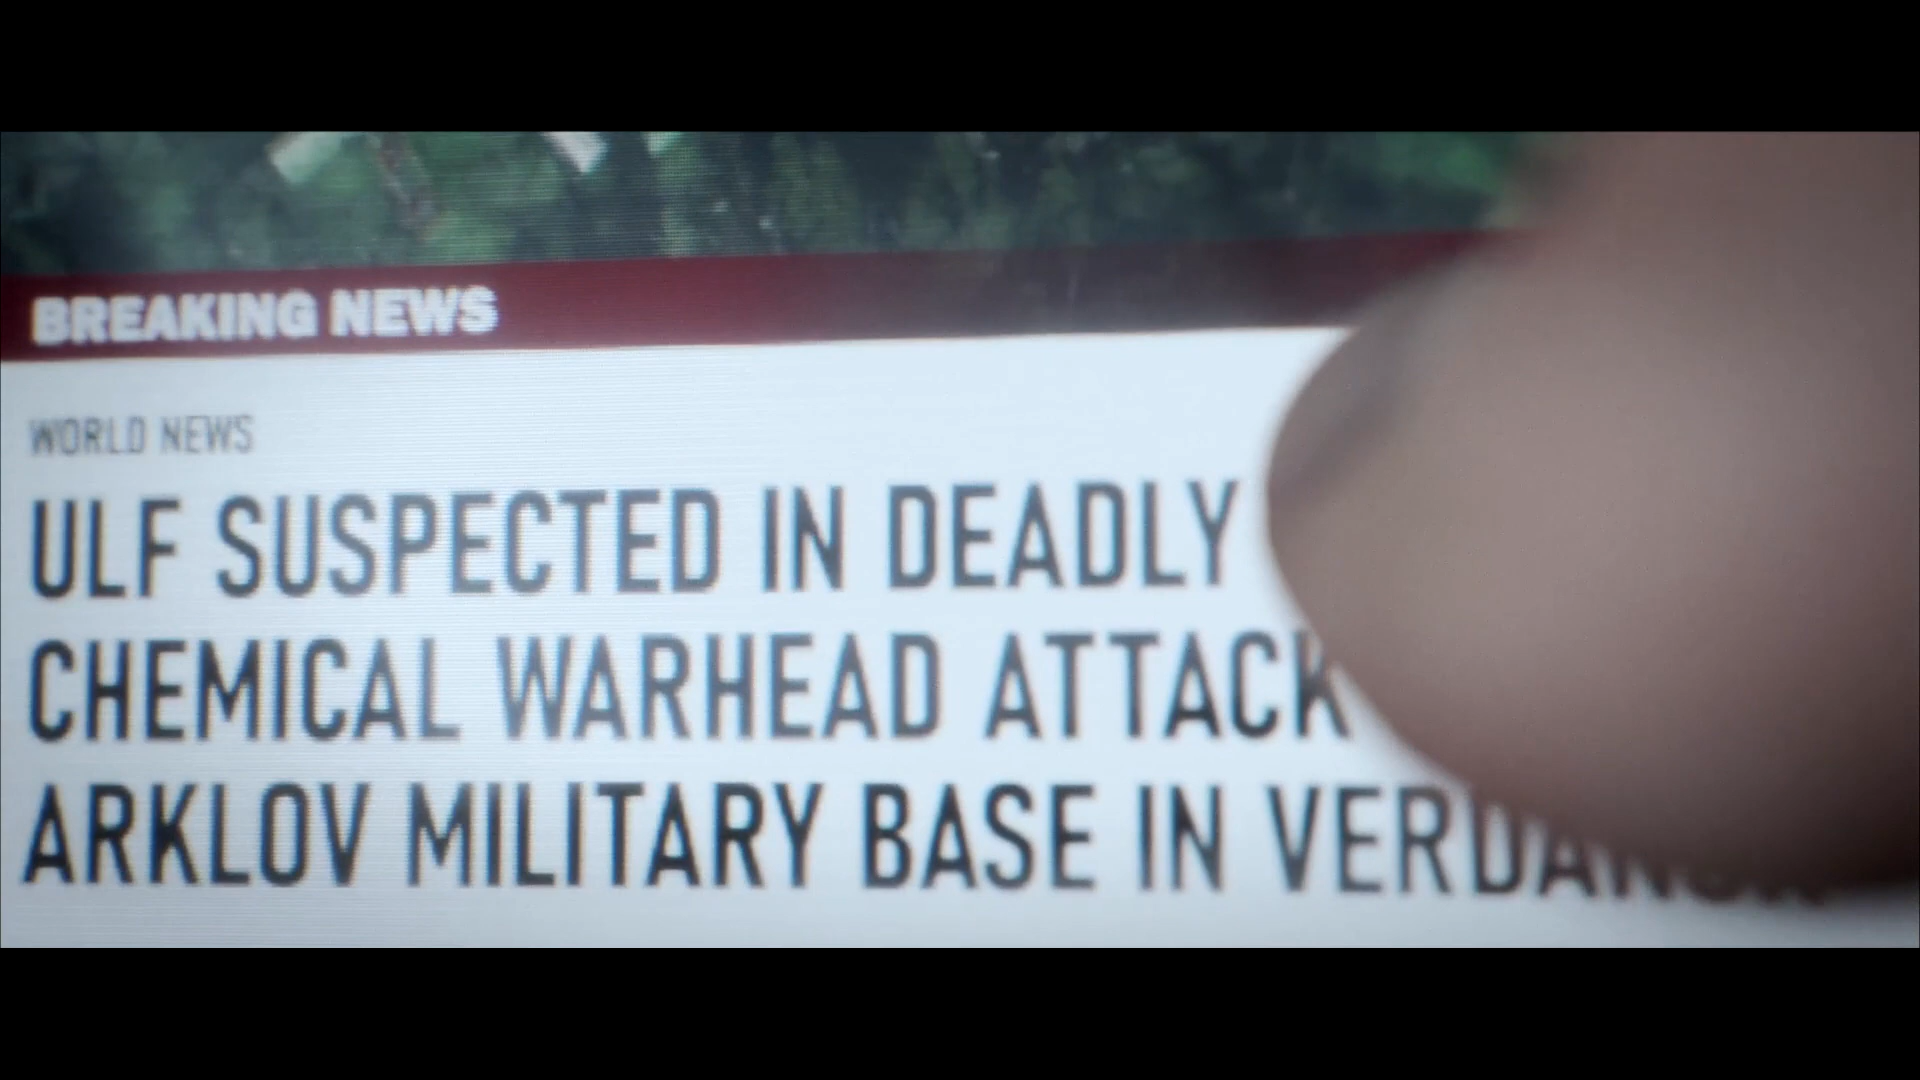 BREAKING NEWS
WORLD NEWS
ULF SUSPECTED IN DEADLY
CHEMICAL WARHEAD ATTACK
ARKLOV MILITARY BASE IN